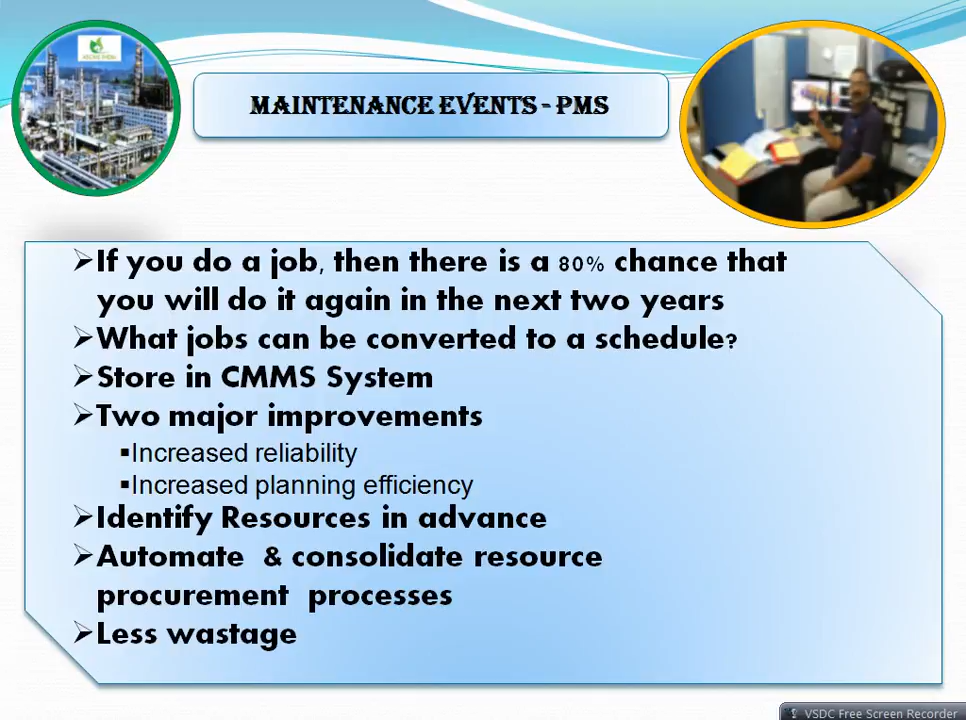 MAINTENANCE EVENTS - PMS
➢If you do a job, then there is a 80% chance that
you will do it again in the next two years
➢What jobs can be converted to a schedule?
➢Store in CMMS System
➢Two major improvements
▪Increased reliability
▪Increased planning efficiency
➢Identify Resources in advance
➢Automate & consolidate resource
procurement processes
➢Less wastage
VSDC Free Screen Recorder